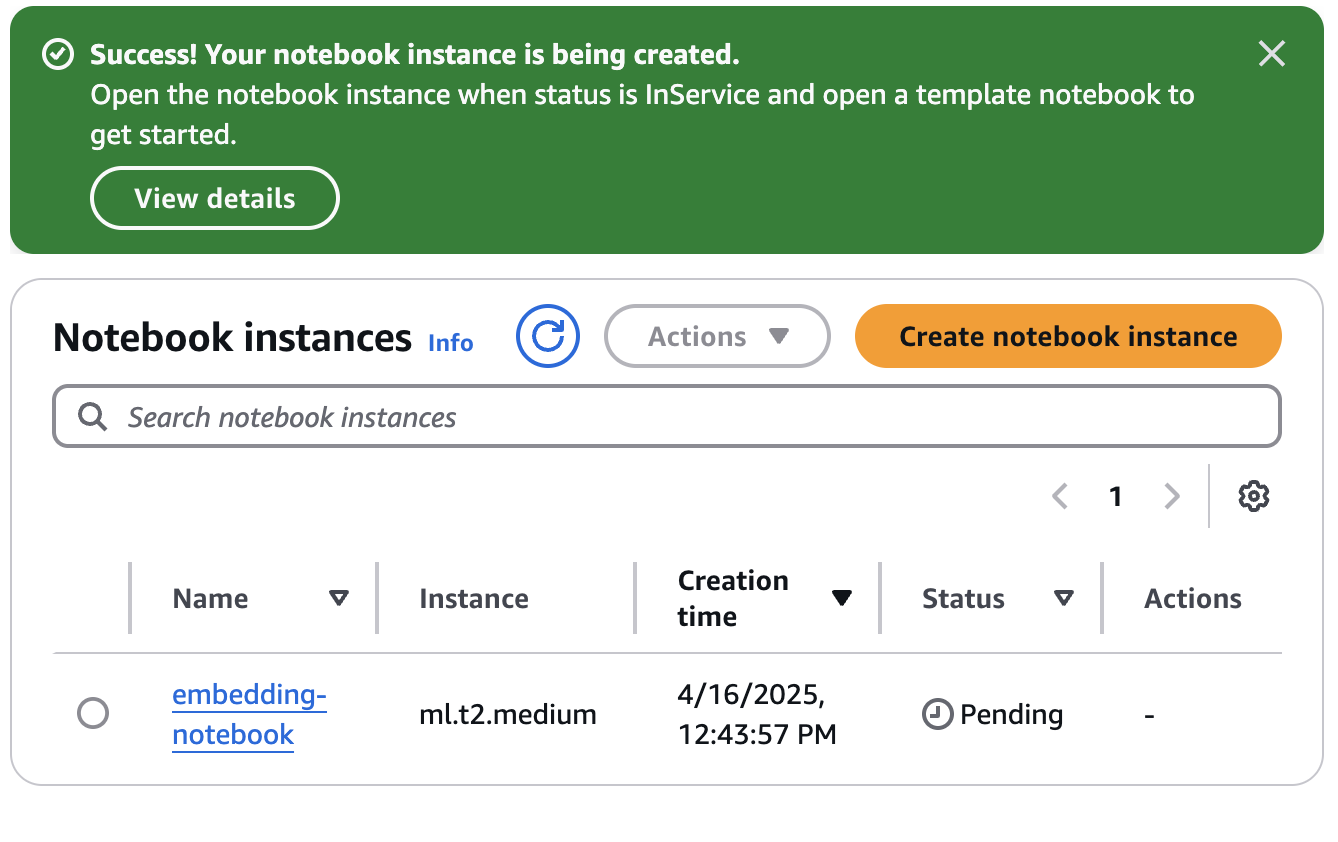 Success! Your notebook instance is being created.
Open the notebook instance when status is InService and open a template notebook to
get started.
View details
Notebook instances Info
Actions
Create notebook instance
Search notebook instances
1
Name
Instance
Creation
time
Status
Actions
embedding-
notebook
ml.t2.medium
4/16/2025,
12:43:57 PM
Pending
-